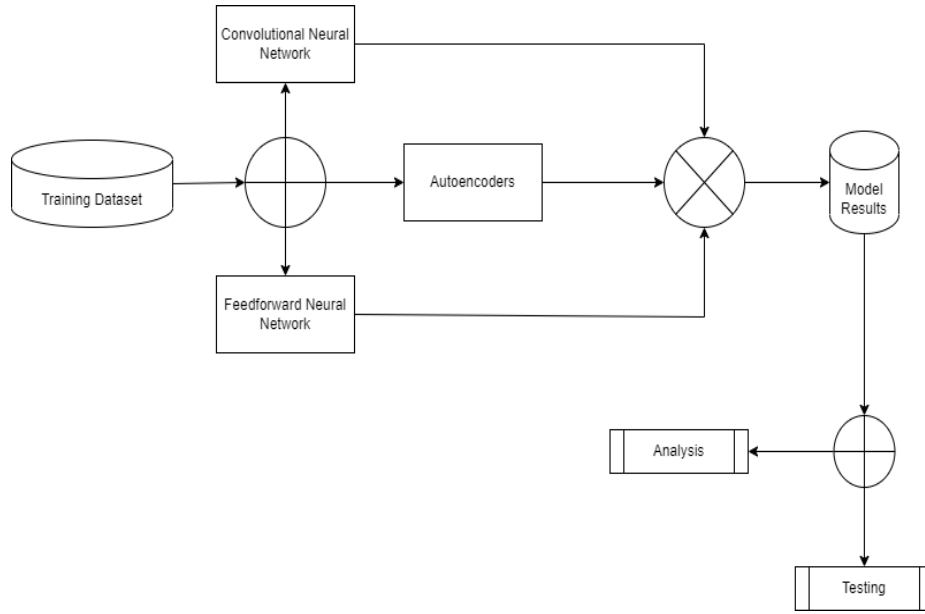 Convolutional Neural
Network
Training Dataset
Autoencoders
Model
Results
Feedforward Neural
Network
Analysis
Testing